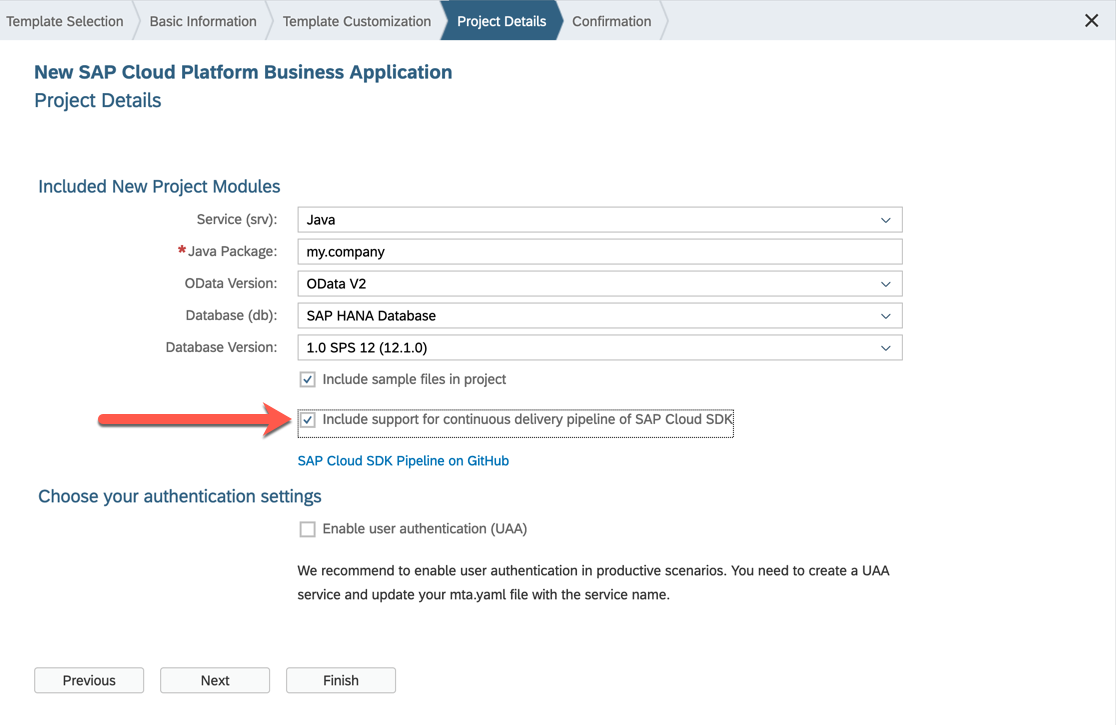 Template Selection Basic Information Template Customization Project Details Confirmation
New SAP Cloud Platform Business Application
Project Details
Included New Project Modules
Service (srv): Java
*Java Package: my.company
OData Version: OData V2
Database (db): SAP HANA Database
Database Version: 1.0 SPS 12 (12.1.0)
Include sample files in project
Include support for continuous delivery pipeline of SAP Cloud SDK
SAP Cloud SDK Pipeline on GitHub
Choose your authentication settings
Enable user authentication (UAA)
We recommend to enable user authentication in productive scenarios. You need to create a UAA
service and update your mta.yaml file with the service name.
Previous Next Finish